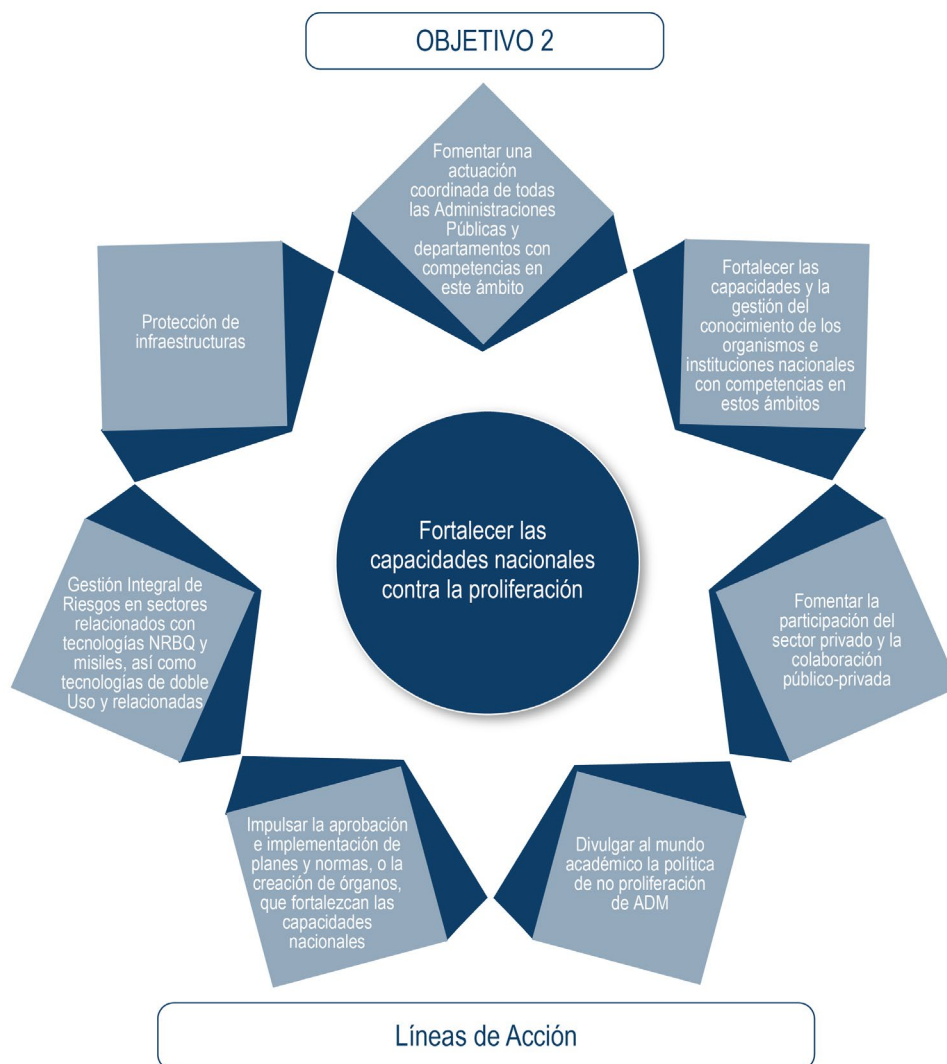 OBJETIVO 2
Fomentar una
actuación
coordinada de todas
las Administraciones
Públicas y
departamentos con
competencias en
este ámbito
Fortalecer las
capacidades y la
gestión del
conocimiento de los
organismos e
instituciones nacionales
con competencias en
estos ámbitos
Fomentar la
participación del
sector privado y la
colaboración
público-privada
Divulgar al mundo
académico la política
de no proliferación
de ADM
Impulsar la aprobación
e implementación de
planes y normas, o la
creación de órganos,
que fortalezcan las
capacidades
nacionales
Gestión Integral de
Riesgos en sectores
relacionados con
tecnologías NRBQ y
misiles, así como
tecnologías de doble
Uso y relacionadas
Protección de
infraestructuras
Fortalecer las
capacidades nacionales
contra la proliferación
Líneas de Acción